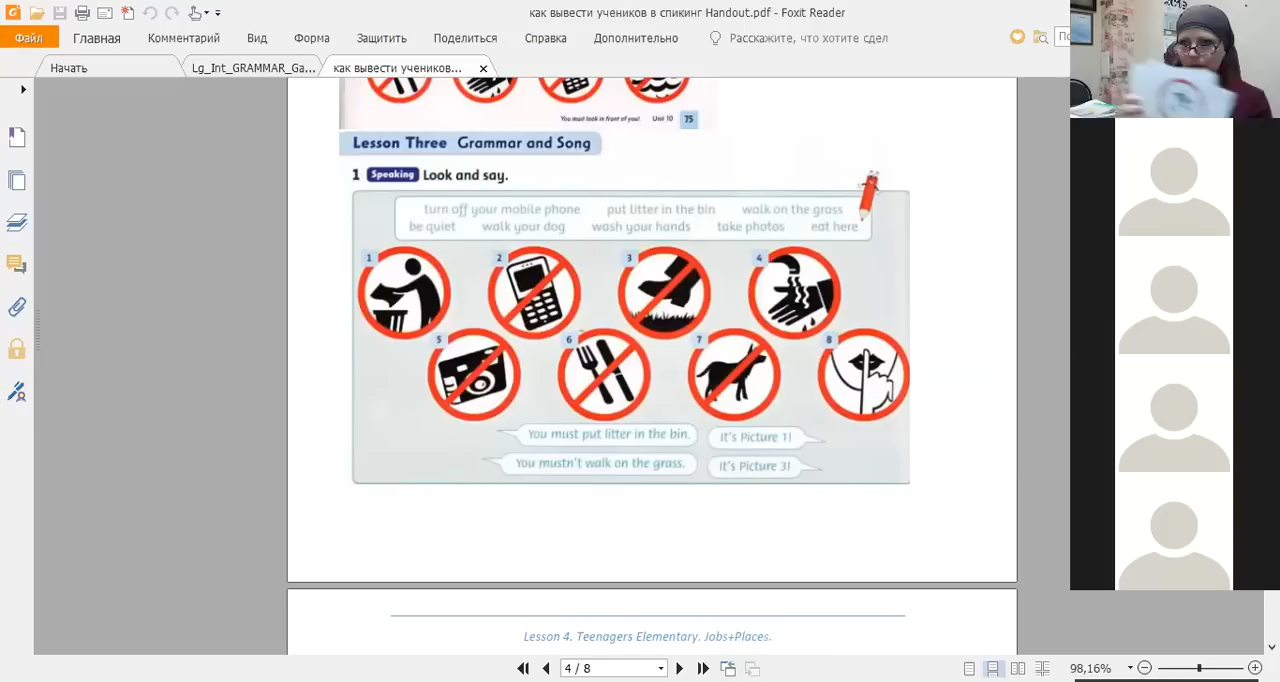 как вывести учеников в спикинг Handout.pdf - Foxit Reader
Файл Главная Комментарий Вид Форма Защитить Поделиться Справка Дополнительно Расскажите, что хотите сдел
Начать Lg_Int_GRAMMAR_Ga... как вывести учеников...
You must look in front of you! Unit 10 75
Lesson Three Grammar and Song
1 Speaking Look and say.
turn off your mobile phone put litter in the bin walk on the grass
be quiet walk your dog wash your hands take photos eat here
1 2 3 4
5 6 7 8
You must put litter in the bin. It's Picture 1!
You mustn't walk on the grass. It's Picture 3!
Lesson 4. Teenagers Elementary. Jobs+Places.
4 / 8 98,16%